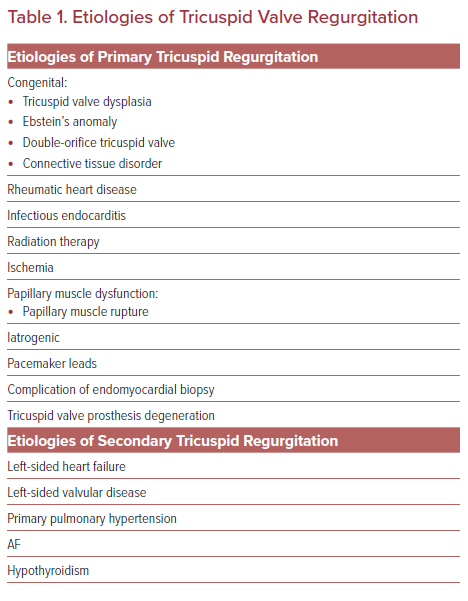 Table 1. Etiologies of Tricuspid Valve Regurgitation
Etiologies of Primary Tricuspid Regurgitation
Congenital:
• Tricuspid valve dysplasia
• Ebstein’s anomaly
• Double-orifice tricuspid valve
• Connective tissue disorder
Rheumatic heart disease
Infectious endocarditis
Radiation therapy
Ischemia
Papillary muscle dysfunction:
• Papillary muscle rupture
Iatrogenic
Pacemaker leads
Complication of endomyocardial biopsy
Tricuspid valve prosthesis degeneration
Etiologies of Secondary Tricuspid Regurgitation
Left-sided heart failure
Left-sided valvular disease
Primary pulmonary hypertension
AF
Hypothyroidism